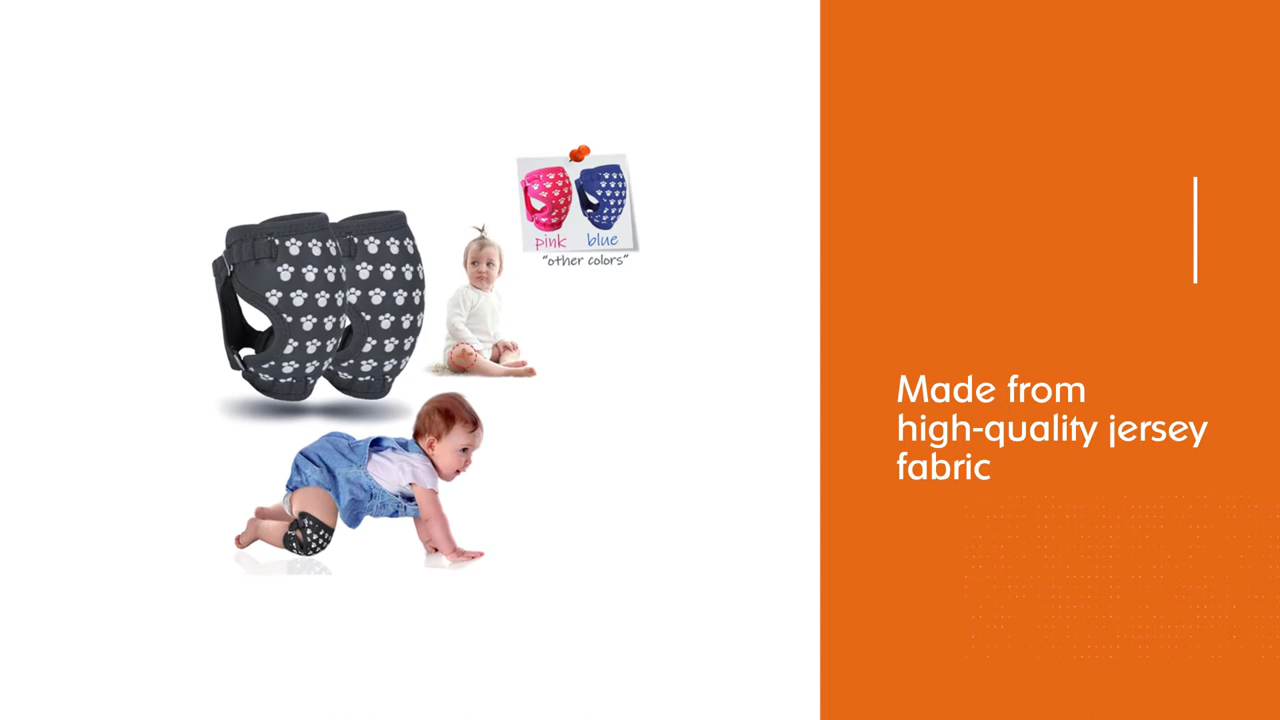 pink blue
"other colors"
Made from
high-quality jersey
fabric